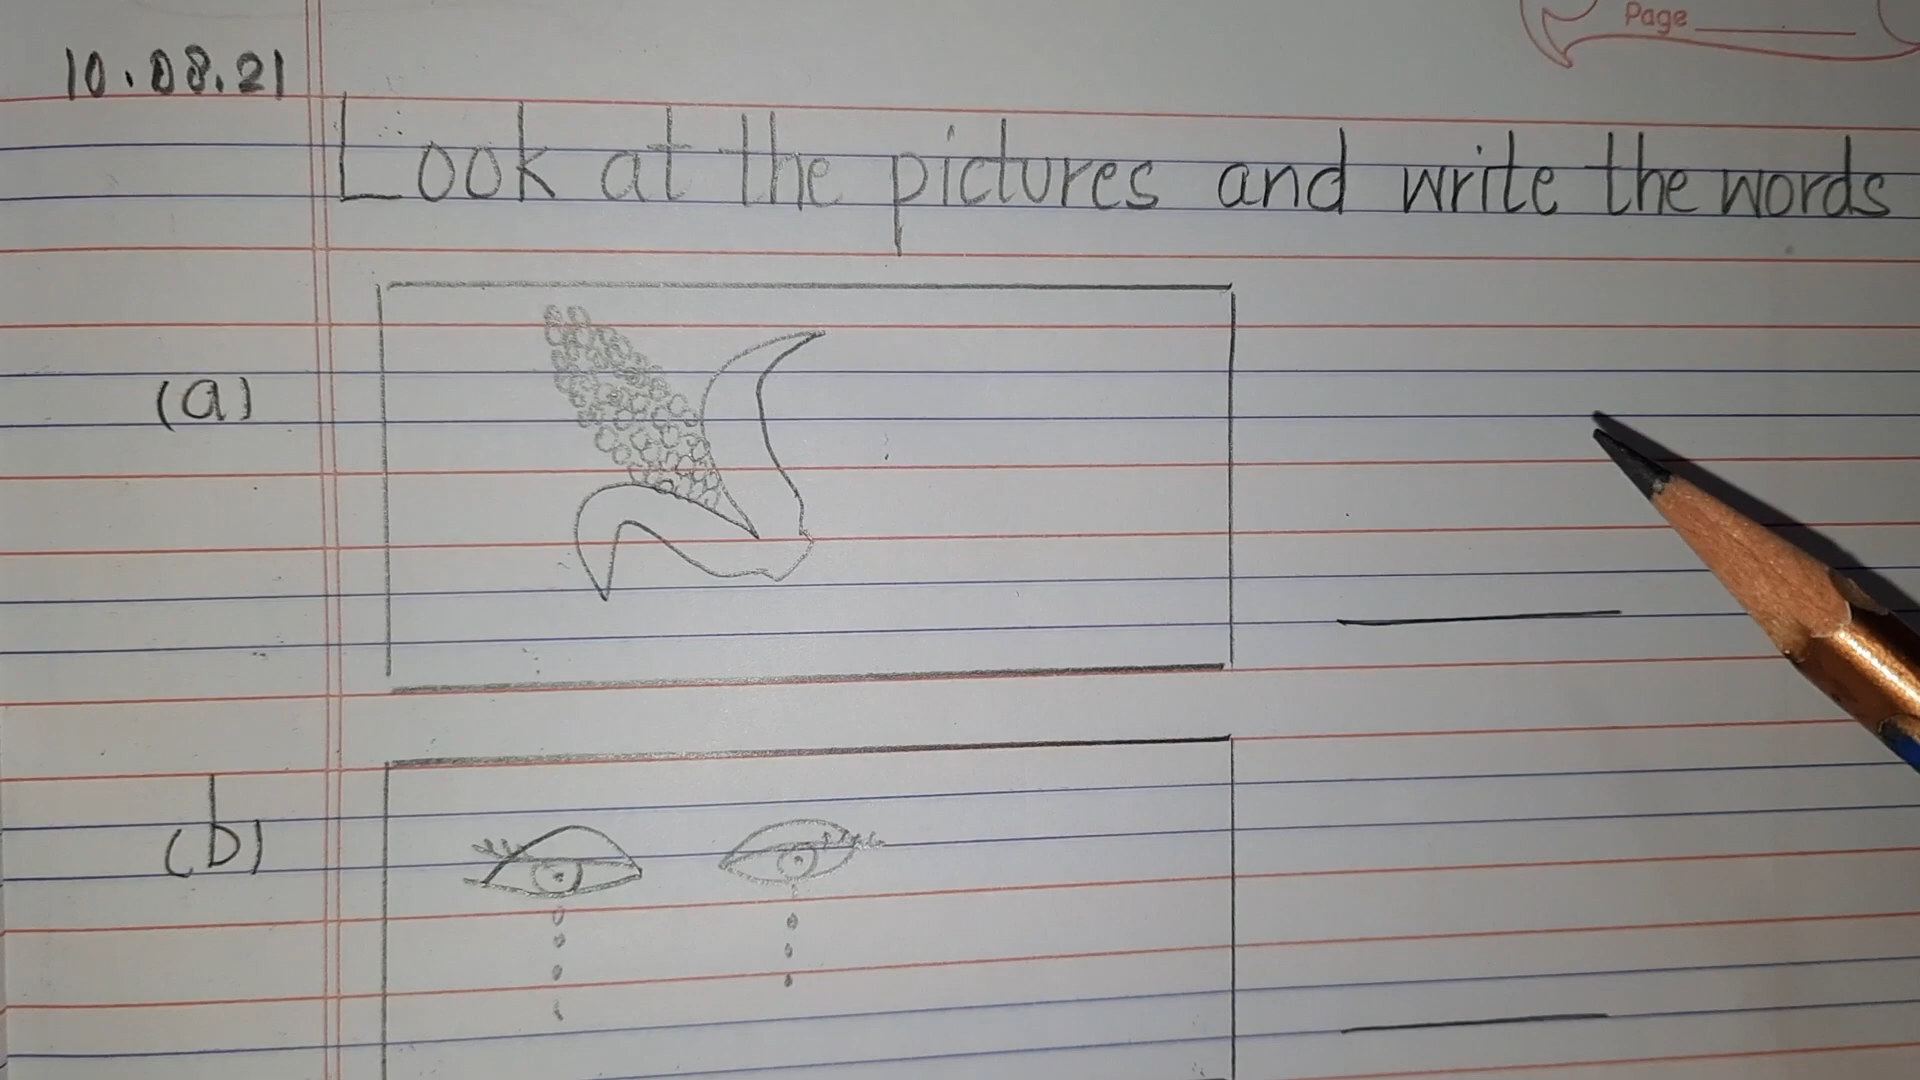 Page
10.08.21
Look at the pictures and write the words
(a)
(b)